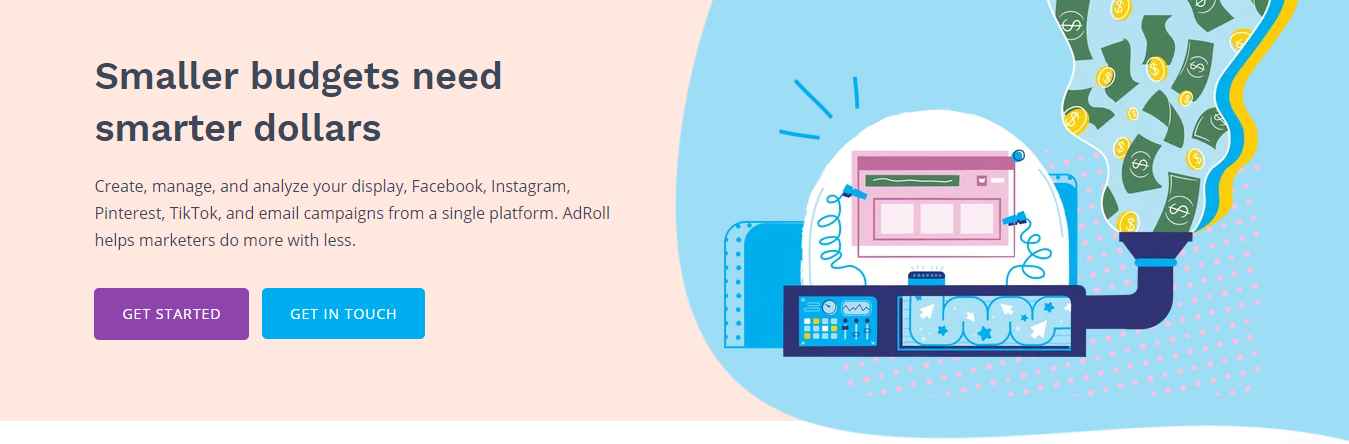 Smaller budgets need
smarter dollars
Create, manage, and analyze your display, Facebook, Instagram,
Pinterest, TikTok, and email campaigns from a single platform. AdRoll
helps marketers do more with less.
GET STARTED
GET IN TOUCH